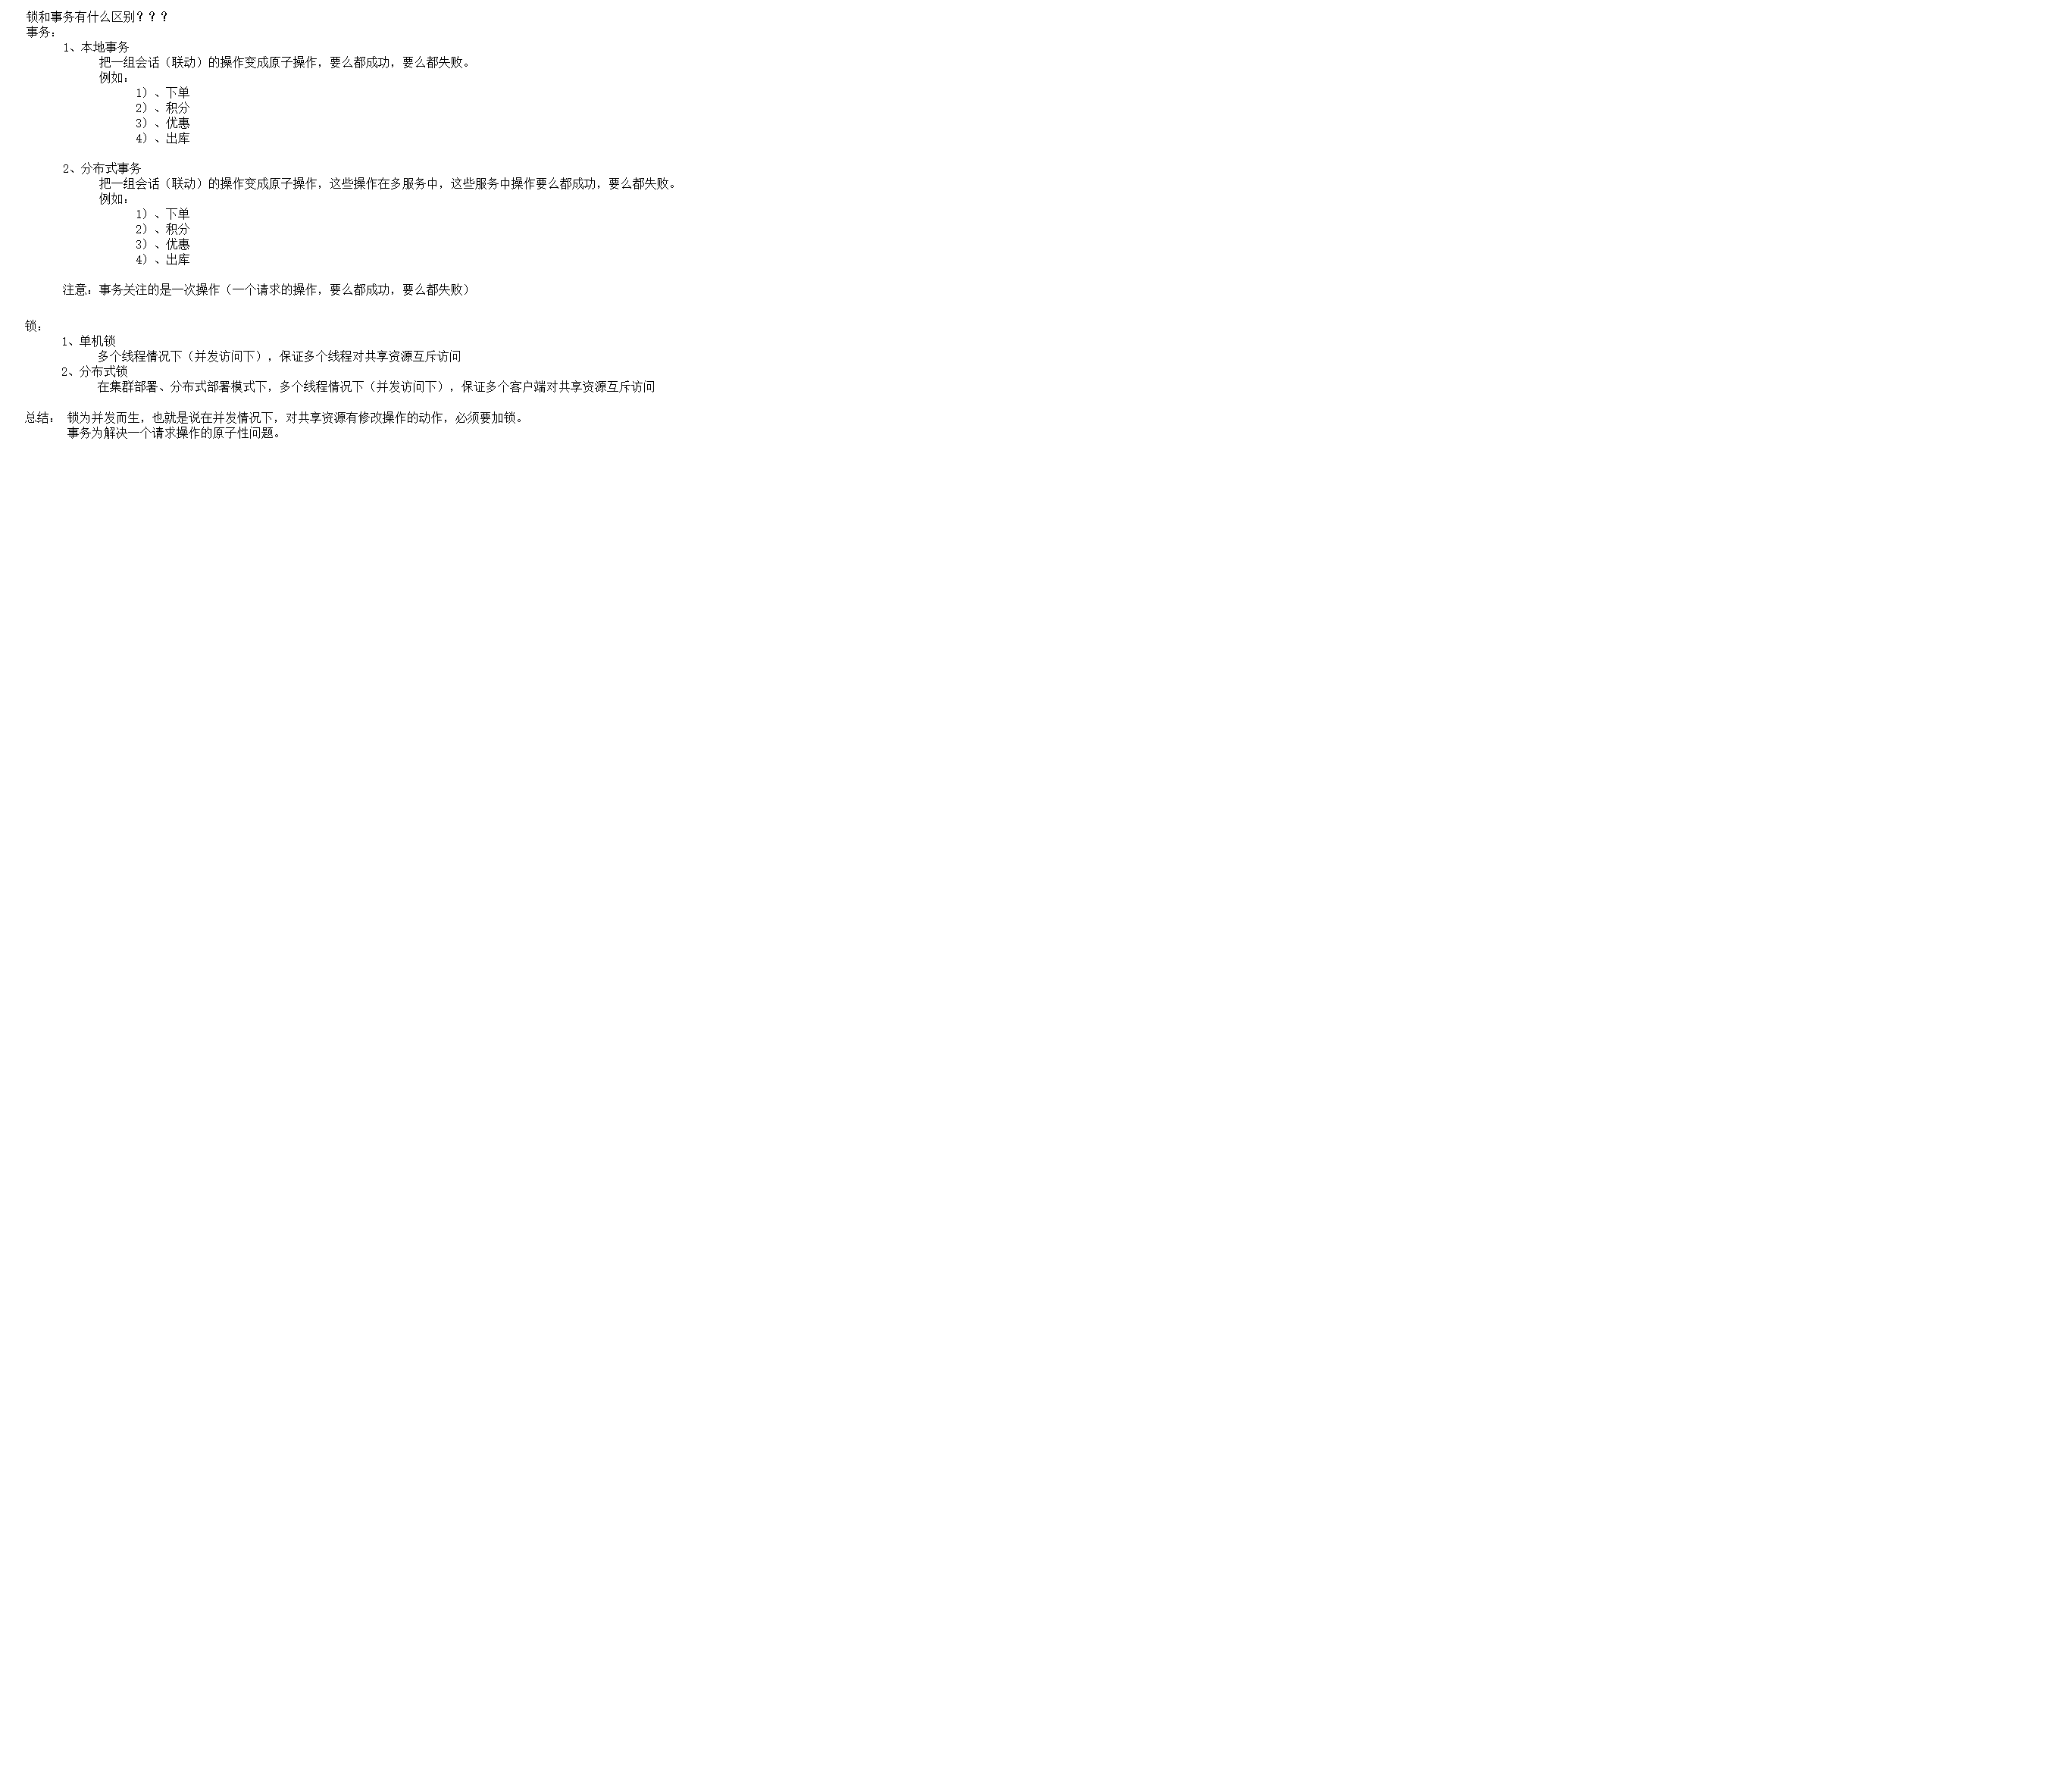 锁和事务有什么区别？？？
事务：
1、本地事务
把一组会话（联动）的操作变成原子操作，要么都成功，要么都失败。
例如：
1）、下单
2）、积分
3）、优惠
4）、出库
2、分布式事务
把一组会话（联动）的操作变成原子操作，这些操作在多服务中，这些服务中操作要么都成功，要么都失败。
例如：
1）、下单
2）、积分
3）、优惠
4）、出库
注意：事务关注的是一次操作（一个请求的操作，要么都成功，要么都失败）
锁：
1、单机锁
多个线程情况下（并发访问下），保证多个线程对共享资源互斥访问
2、分布式锁
在集群部署、分布式部署模式下，多个线程情况下（并发访问下），保证多个客户端对共享资源互斥访问
总结： 锁为并发而生，也就是说在并发情况下，对共享资源有修改操作的动作，必须要加锁。
事务为解决一个请求操作的原子性问题。